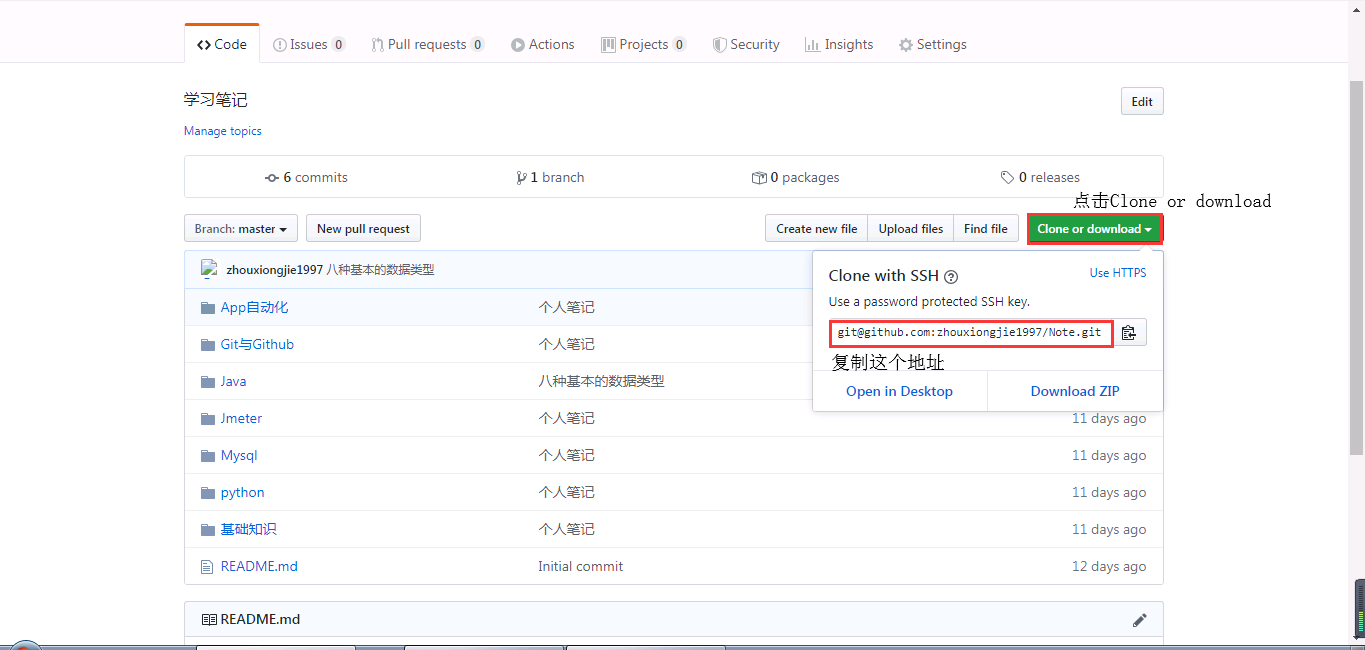 Code Issues 0 Pull requests 0 Actions Projects 0 Security Insights Settings
学习笔记 Edit
Manage topics
6 commits 1 branch 0 packages 0 releases
点击Clone or download
Branch: master New pull request Create new file Upload files Find file Clone or download
zhouxiongjie1997 八种基本的数据类型
Clone with SSH Use HTTPS
Use a password protected SSH key.
git@github.com:zhouxiongjie1997/Note.git
复制这个地址
Open in Desktop Download ZIP
App自动化 个人笔记
Git与Github 个人笔记
Java 八种基本的数据类型
Jmeter 个人笔记 11 days ago
Mysql 个人笔记 11 days ago
python 个人笔记 11 days ago
基础知识 个人笔记 11 days ago
README.md Initial commit 12 days ago
README.md